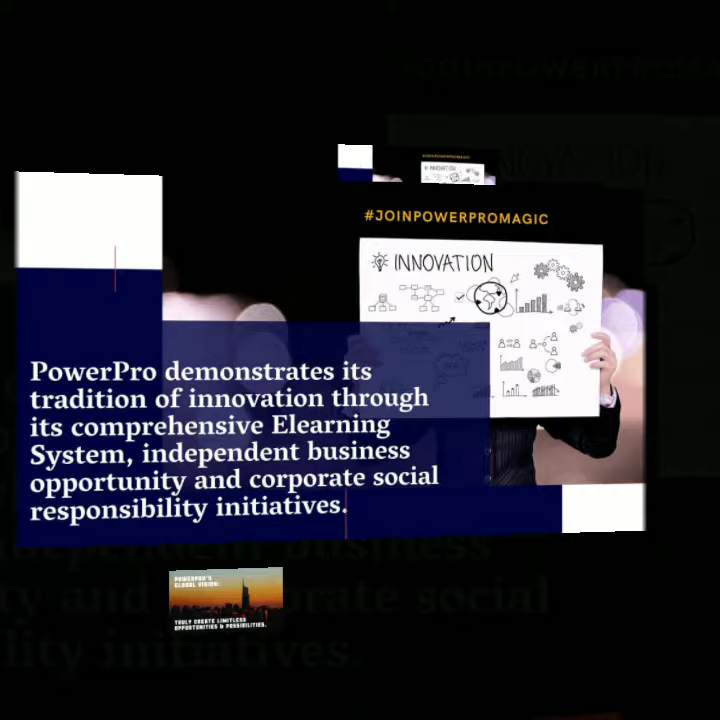 #JOINPOWERPROMAGIC
INNOVATION
PowerPro demonstrates its
tradition of innovation through
its comprehensive Elearning
System, independent business
opportunity and corporate social
responsibility initiatives.
POWERPRO'S
GLOBAL VISION:
TRULY CREATE LIMITLESS
OPPORTUNITIES & POSSIBILITIES.